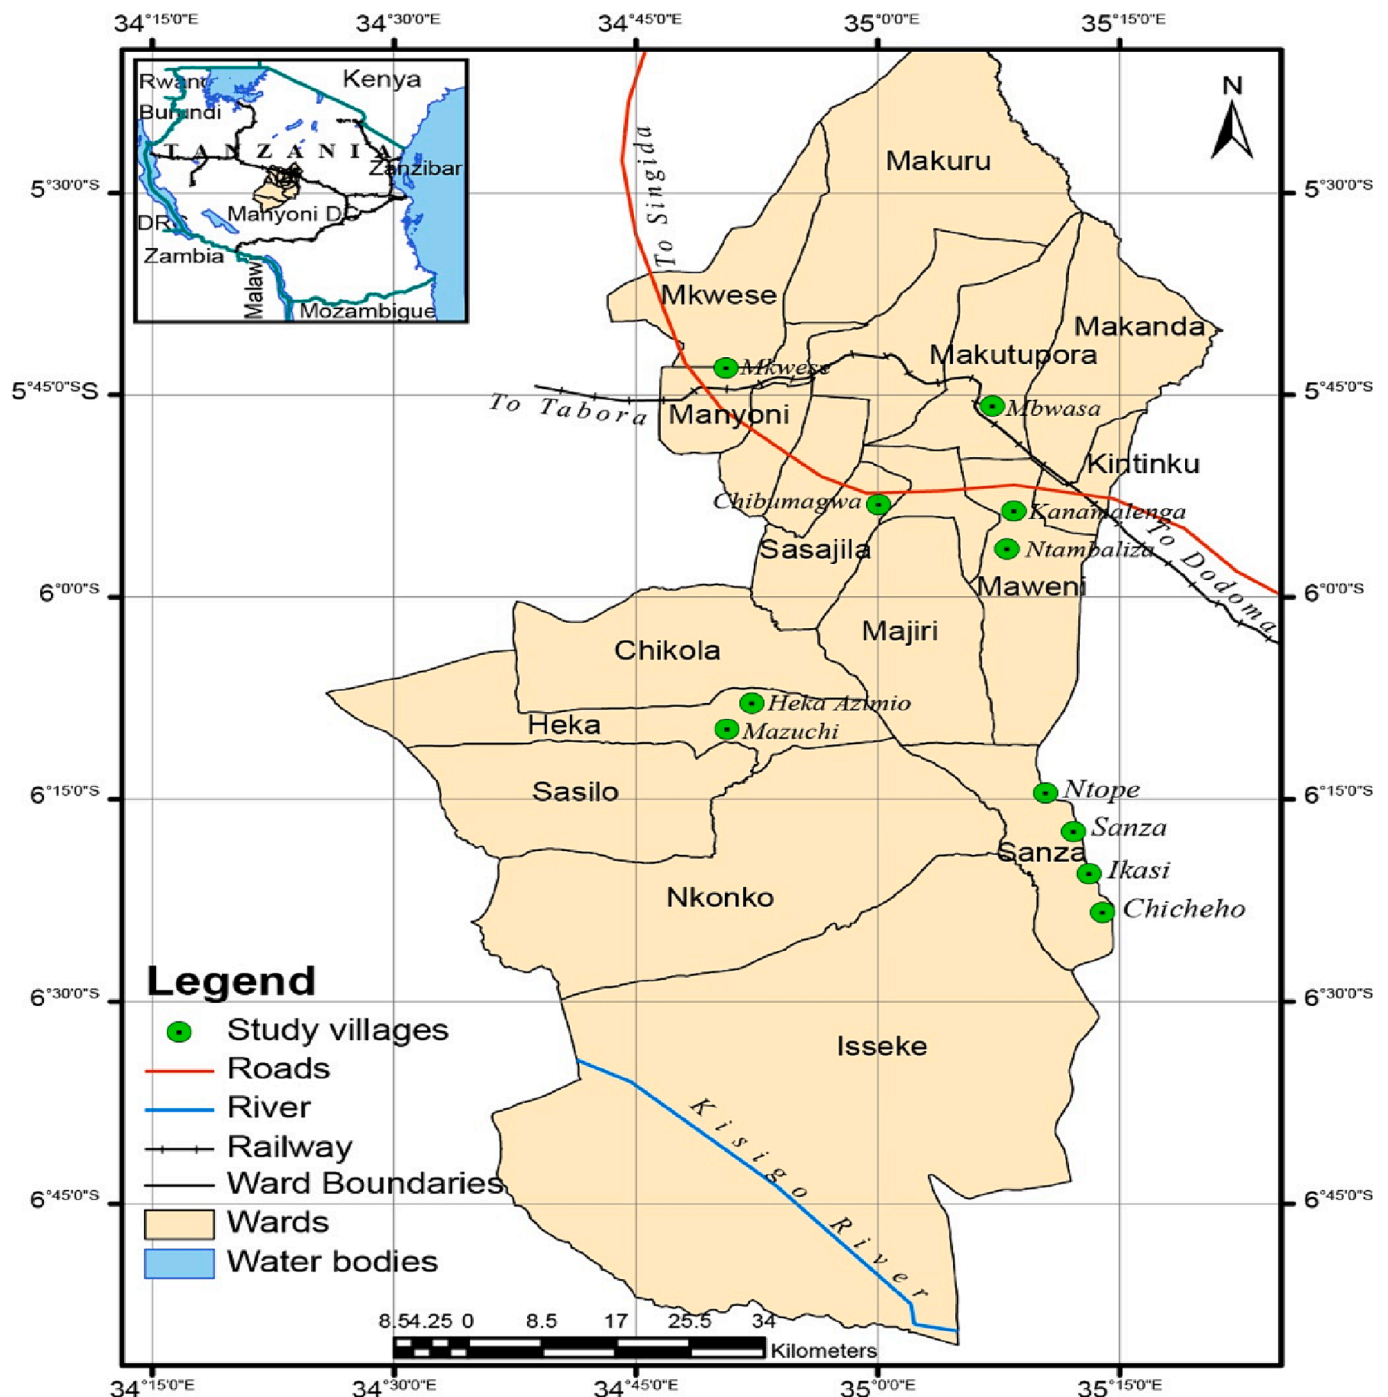 34°15'0"E 34°30'0"E 34°45'0"E 35°0'0"E 35°15'0"E
Kenya
Burundi
TANZANIA
Zanzibar
Manyoni DC
Zambia
Mozambique
N
5°30'0"S
5°30'0"S
5°45'0"S
5°45'0"S
6°0'0"S
6°0'0"S
6°15'0"S
6°15'0"S
6°30'0"S
6°30'0"S
6°45'0"S
6°45'0"S
To Singida
Makuru
Mkwese
Makanda
Makutupora
Mkwese
To Tabora
Manyoni
Mbwasa
Kintinku
Chibumagwa
Kanamalenga
Sasajila
Ntambaliza
To Dodoma
Maweni
Majiri
Chikola
Heka Azimio
Heka
Mazuchi
Sasilo
Ntope
Sanza
Sanza
Ikasi
Nkonko
Chicheho
Isseke
Kisigo River
Legend
Study villages
Roads
River
Railway
Ward Boundaries
Wards
Water bodies
8.54.25 0 8.5 17 25.5 34
Kilometers
34°15'0"E 34°30'0"E 34°45'0"E 35°0'0"E 35°15'0"E